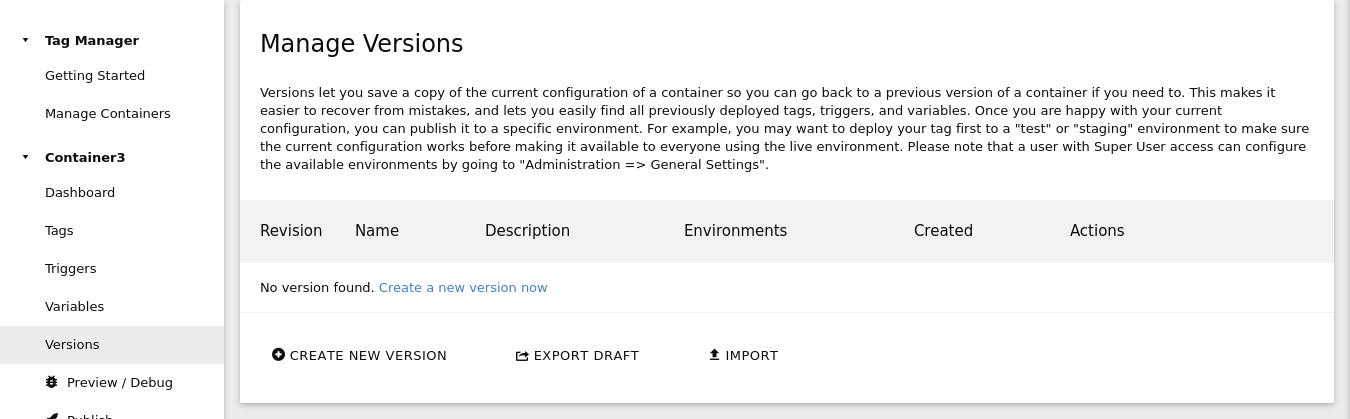 Tag Manager
Getting Started
Manage Containers
Container3
Dashboard
Tags
Triggers
Variables
Versions
Preview / Debug
Publish
Manage Versions
Versions let you save a copy of the current configuration of a container so you can go back to a previous version of a container if you need to. This makes it
easier to recover from mistakes, and lets you easily find all previously deployed tags, triggers, and variables. Once you are happy with your current
configuration, you can publish it to a specific environment. For example, you may want to deploy your tag first to a "test" or "staging" environment to make sure
the current configuration works before making it available to everyone using the live environment. Please note that a user with Super User access can configure
the available environments by going to "Administration => General Settings".
Revision Name Description Environments Created Actions
No version found. Create a new version now
CREATE NEW VERSION EXPORT DRAFT IMPORT